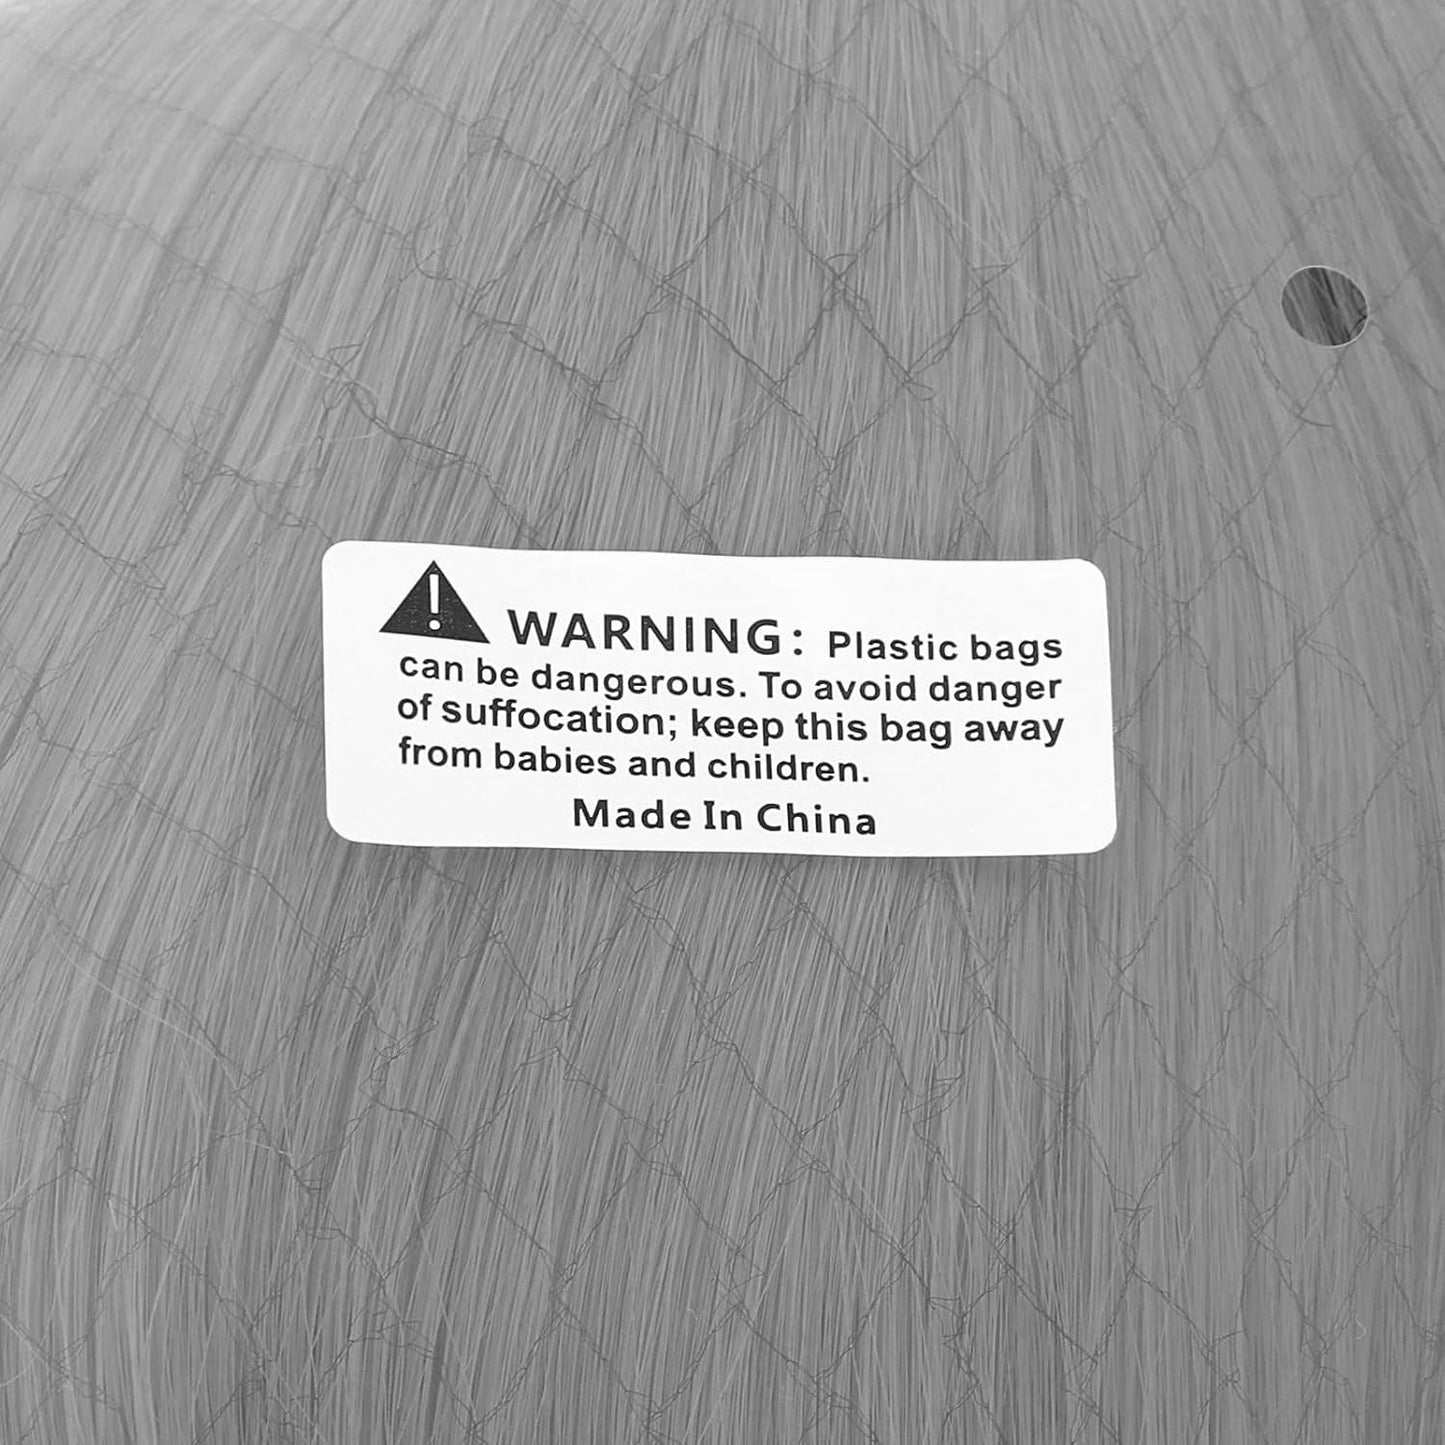 WARNING: Plastic bags
can be dangerous. To avoid danger
of suffocation; keep this bag away
from babies and children.
Made In China